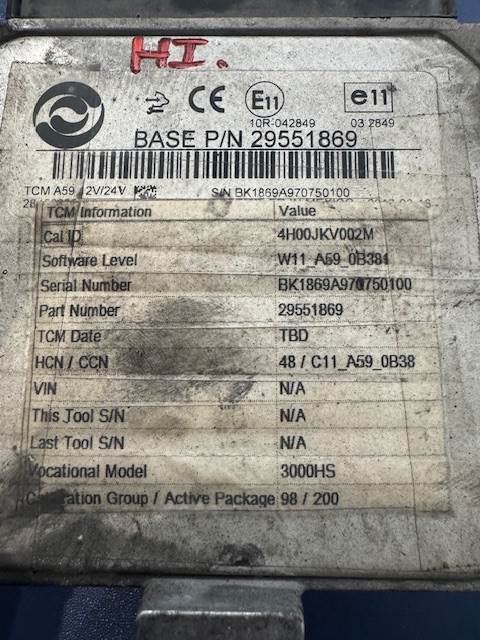 HI.
CE E11 e11
10R-042849 03 2849
BASE P/N 29551869
TCM A59 12V/24V S/N BK1869A970750100
TCM Information Value
Cal ID 4H00JKV002M
Software Level W11_A59_0B381
Serial Number BK1869A970750100
Part Number 29551869
TCM Date TBD
HCN / CCN 48 / C11_A59_0B38
VIN N/A
This Tool S/N N/A
Last Tool S/N N/A
Vocational Model 3000HS
Calibration Group / Active Package 98 / 200